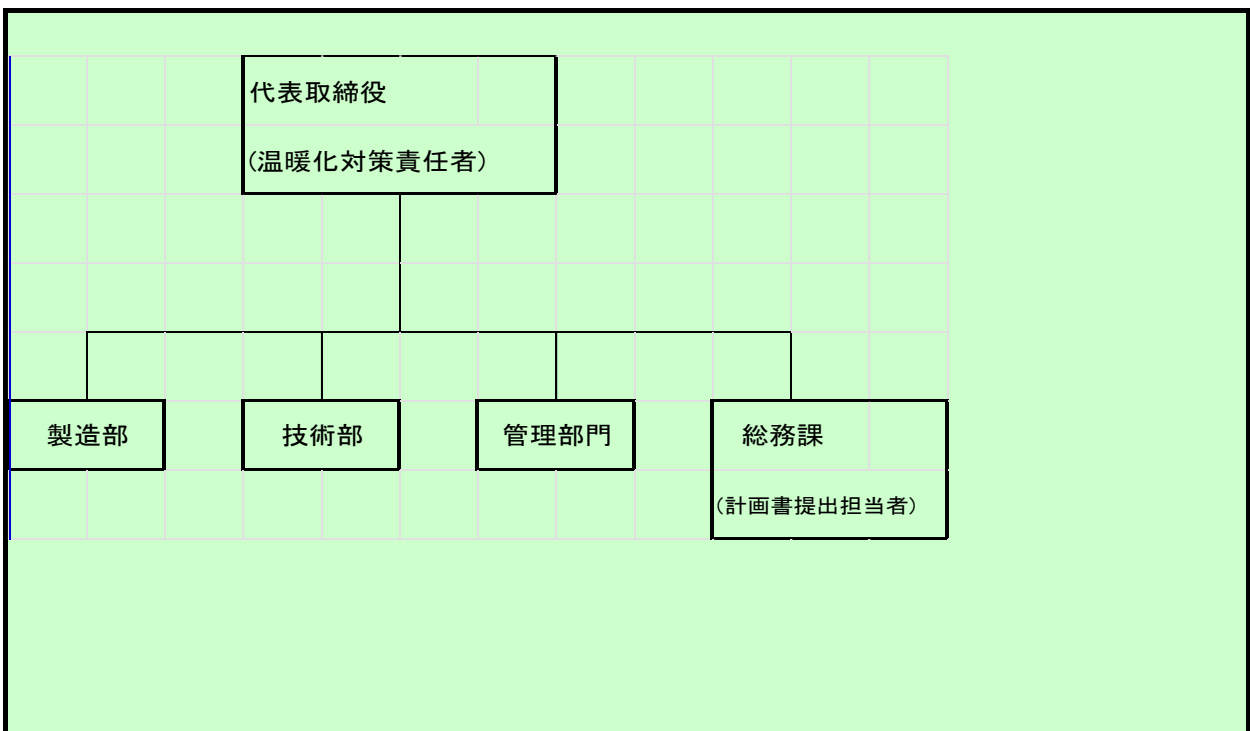 代表取締役
(温暖化対策責任者)
製造部
技術部
管理部門
総務課
(計画書提出担当者)